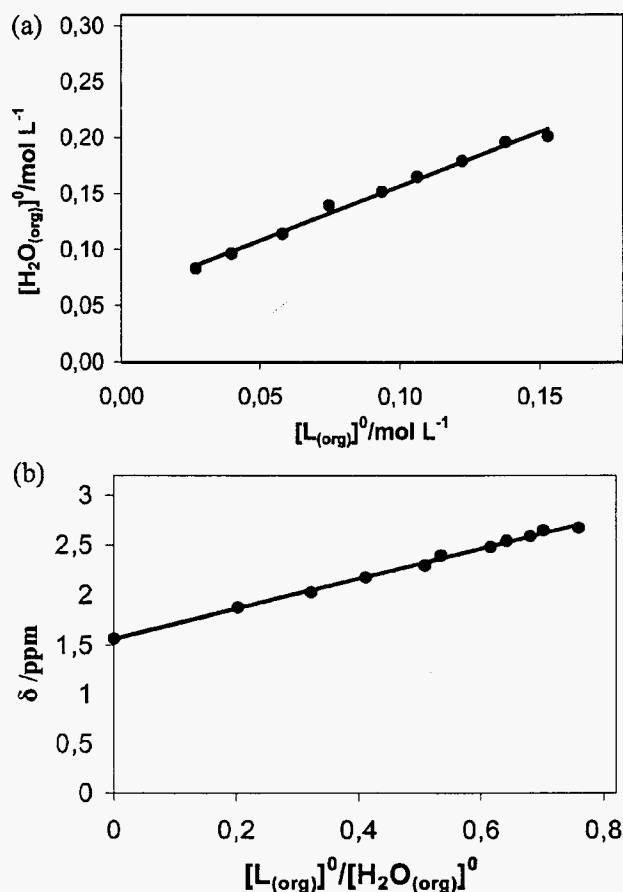 (a)
0,30
0,20
0,15
0,10
0,05
0,00
[H₂O₍ₒᵣg₎]⁰/mol L⁻¹
0,00 0,05 0,10 0,15
[L₍ₒᵣg₎]⁰/mol L⁻¹
(b)
3
2,5
2
1,5
1
0,5
0
δ /ppm
0 0,2 0,4 0,6 0,8
[L₍ₒᵣg₎]⁰/[H₂O₍ₒᵣg₎]⁰